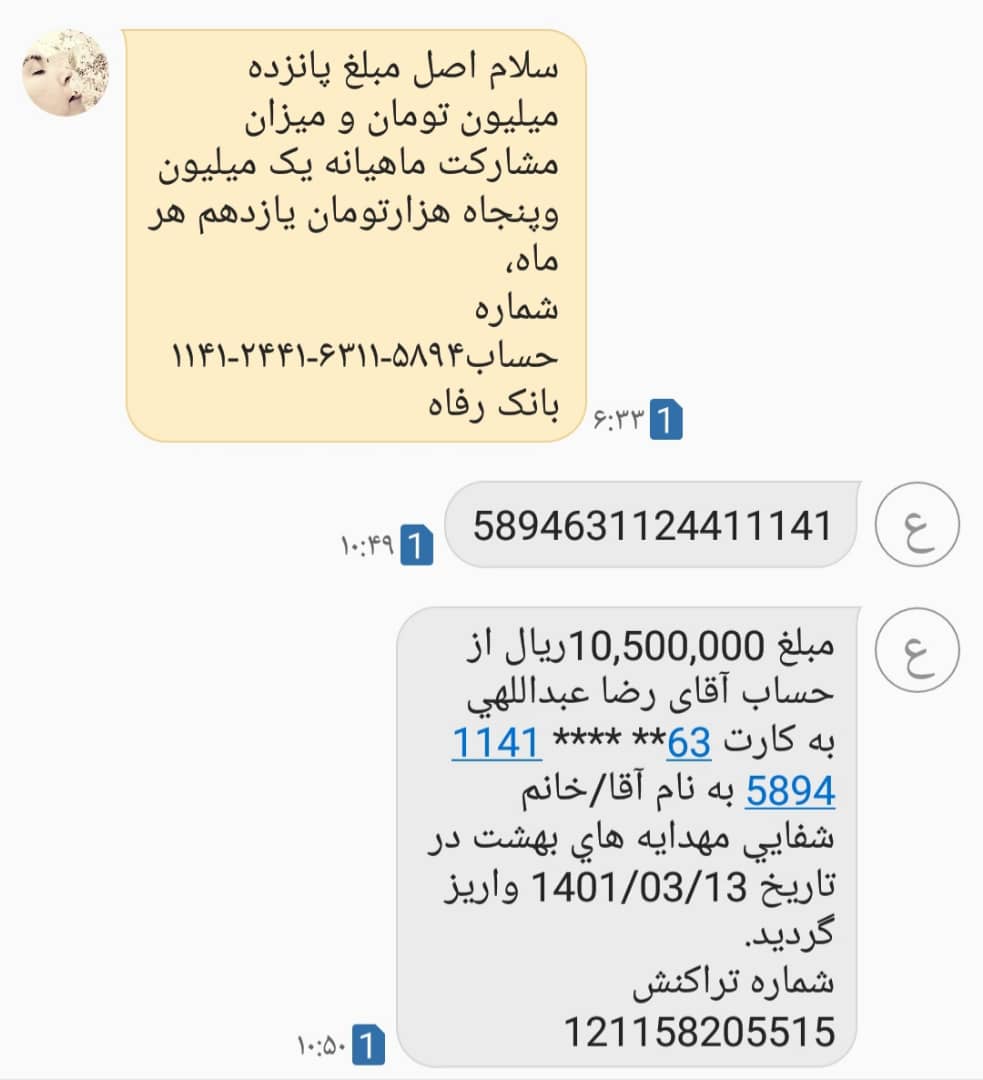 سلام اصل مبلغ پانزده
میلیون تومان و میزان
مشارکت ماهیانه یک میلیون
وپنجاه هزارتومان یازدهم هر
ماه،
شماره
حساب۵۸۹۴-۶۳۱۱-۲۴۴۱-۱۱۴۱
بانک رفاه
۶:۳۳ 1
ع
5894631124411141
۱۰:۴۹ 1
ع
مبلغ 10,500,000ریال از
حساب آقای رضا عبداللهي
به کارت 63** **** 1141
5894 به نام آقا/خانم
شفايي مهدايه هاي بهشت در
تاریخ 1401/03/13 واریز
گردید.
شماره تراکنش
121158205515
۱۰:۵۰ 1